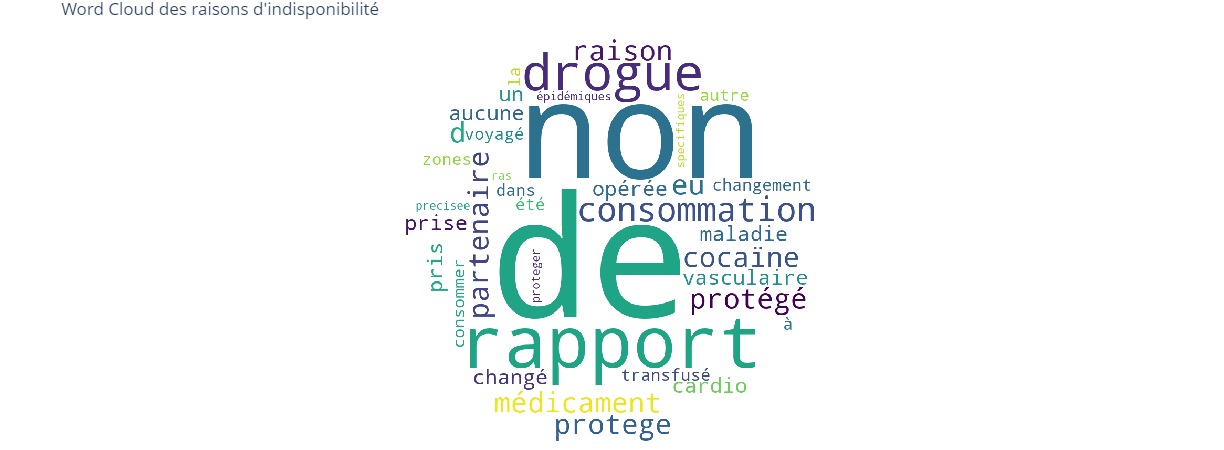 Word Cloud des raisons d'indisponibilité
raison
drogue
la
un
épidémiques
autre
aucune
non
spécifiques
d
voyagé
zones
partenaire
ras
dans
opérée
eu
changement
precisee
été
consommation
prise
de
maladie
pris
proteger
cocaïne
consommer
vasculaire
protégé
rapport
à
changé
transfusé
cardio
médicament
protege